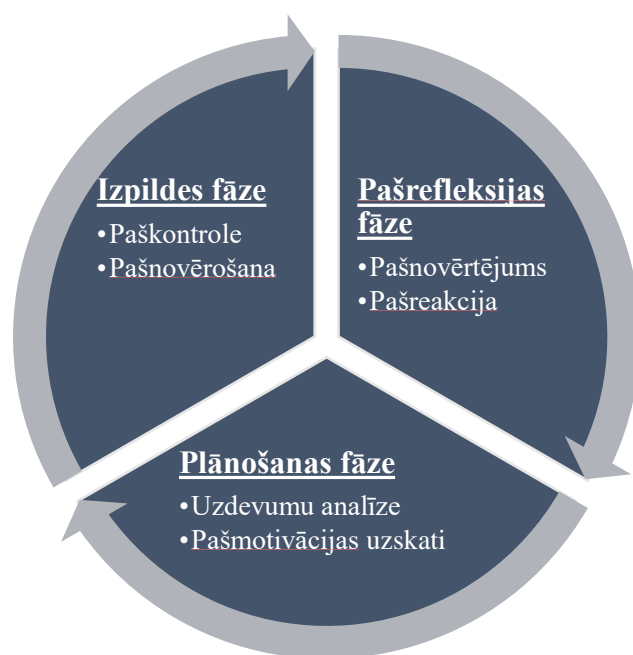 Izpildes fāze
•Paškontrole
•Pašnovērošana
Pašrefleksijas
fāze
•Pašnovērtējums
•Pašreakcija
Plānošanas fāze
•Uzdevumu analīze
•Pašmotivācijas uzskati